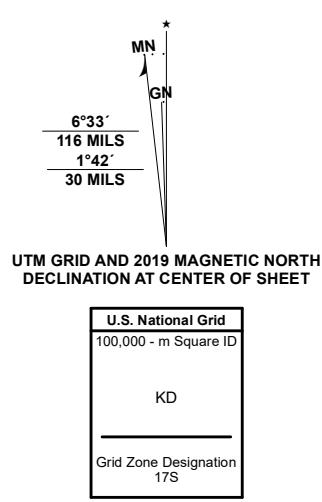 MN
GN
6°33´
116 MILS
1°42´
30 MILS
UTM GRID AND 2019 MAGNETIC NORTH
DECLINATION AT CENTER OF SHEET
U.S. National Grid
100,000 - m Square ID
KD
Grid Zone Designation
17S